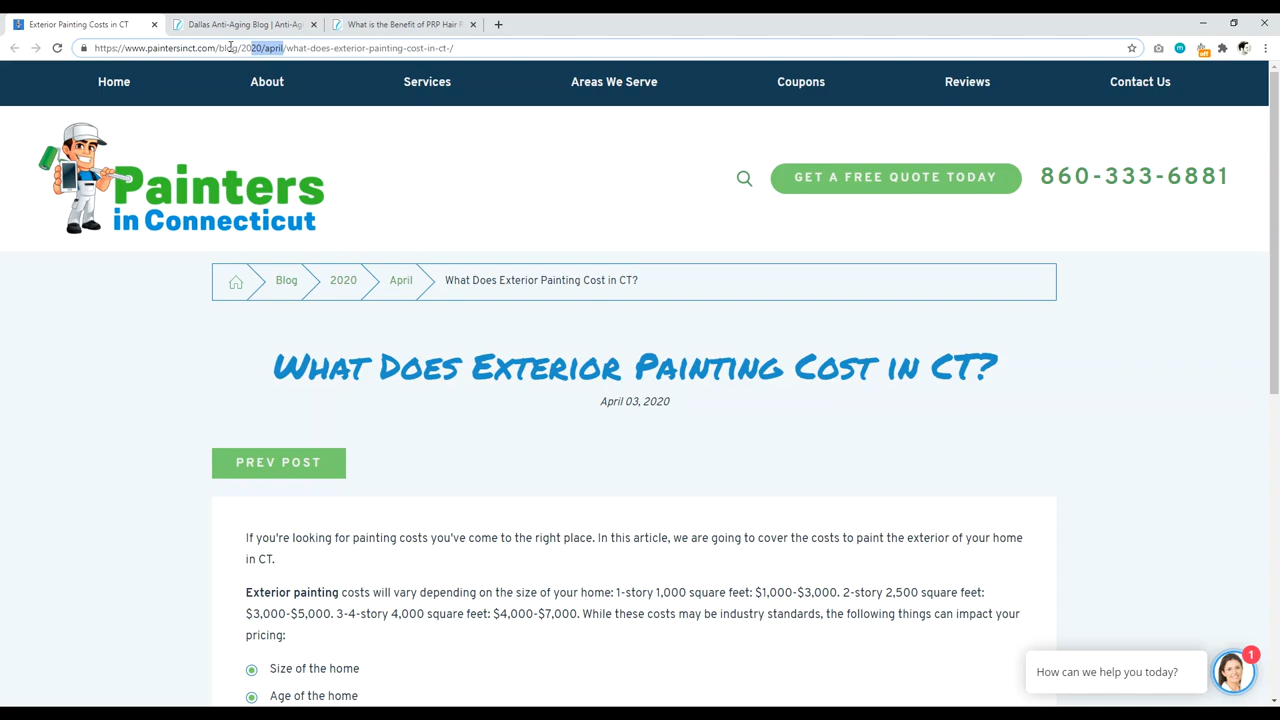 Exterior Painting Costs in CT
Dallas Anti-Aging Blog | Anti-Ag
What is the Benefit of PRP Hair
https://www.paintersinct.com/blog/2020/april/what-does-exterior-painting-cost-in-ct-/
off
Home
About
Services
Areas We Serve
Coupons
Reviews
Contact Us
Painters
in Connecticut
GET A FREE QUOTE TODAY
860-333-6881
Blog
2020
April
What Does Exterior Painting Cost in CT?
What Does Exterior Painting Cost in CT?
April 03, 2020
PREV POST
If you're looking for painting costs you've come to the right place. In this article, we are going to cover the costs to paint the exterior of your home
in CT.
Exterior painting costs will vary depending on the size of your home: 1-story 1,000 square feet: $1,000-$3,000. 2-story 2,500 square feet:
$3,000-$5,000. 3-4-story 4,000 square feet: $4,000-$7,000. While these costs may be industry standards, the following things can impact your
pricing:
Size of the home
Age of the home
How can we help you today?
1